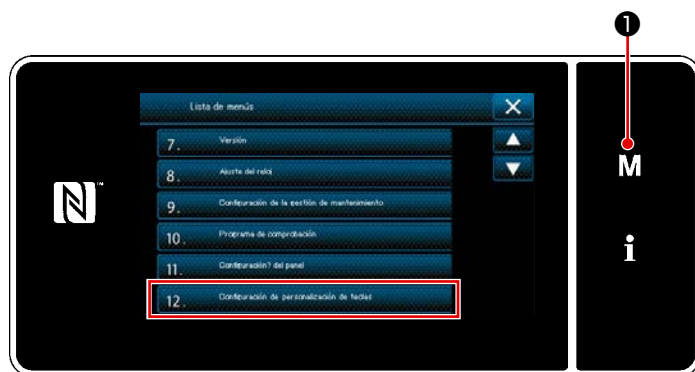 ❶
Lista de menús
7. Versión
8. Ajuste del reloj
9. Configuración de la gestión de mantenimiento
10. Programa de comprobación
11. Configuración? del panel
12. Configuración de personalización de teclas
M
i